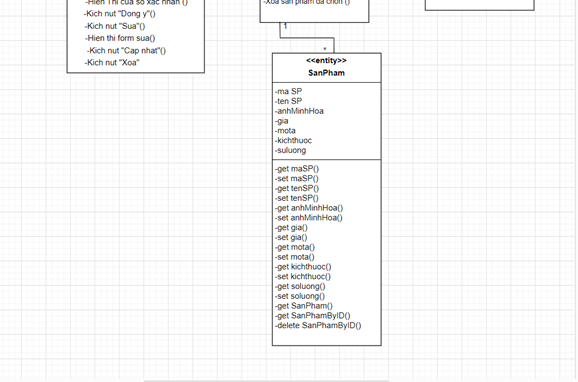 -Hien Thi cua so xac nhan ()
-Kich nut "Dong y"()
-Kich nut "Sua"()
-Hien thi form sua()
-Kich nut "Cap nhat"()
-Kich nut "Xoa"
-Xoa san pham da chon ()
1
*
<<entity>>
SanPham
-ma SP
-ten SP
-anhMinhHoa
-gia
-mota
-kichthuoc
-suluong
-get maSP()
-set maSP()
-get tenSP()
-set tenSP()
-get anhMinhHoa()
-set anhMinhHoa()
-get gia()
-set gia()
-get mota()
-set mota()
-get kichthuoc()
-set kichthuoc()
-get soluong()
-set soluong()
-get SanPham()
-get SanPhamByID()
-delete SanPhamByID()